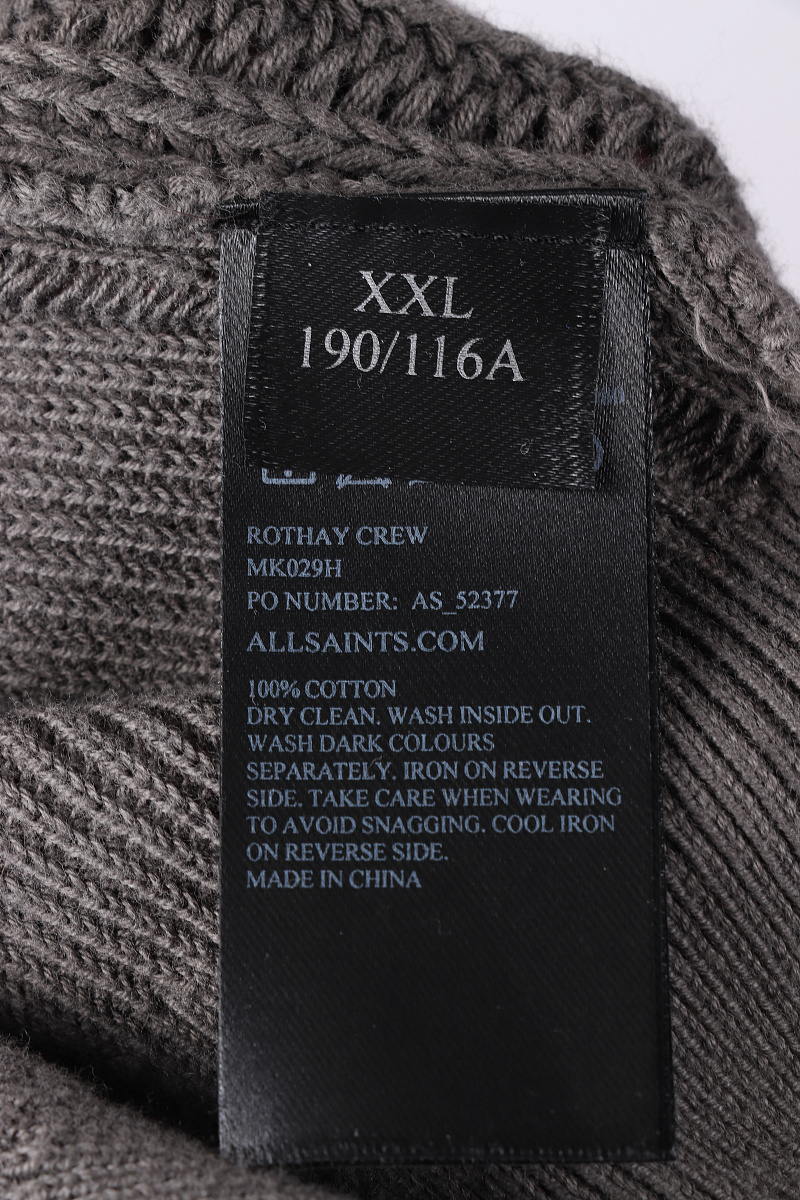 XXL
190/116A
ROTHAY CREW
MK029H
PO NUMBER: AS_52377
ALLSAINTS.COM
100% COTTON
DRY CLEAN. WASH INSIDE OUT.
WASH DARK COLOURS
SEPARATELY. IRON ON REVERSE
SIDE. TAKE CARE WHEN WEARING
TO AVOID SNAGGING. COOL IRON
ON REVERSE SIDE.
MADE IN CHINA